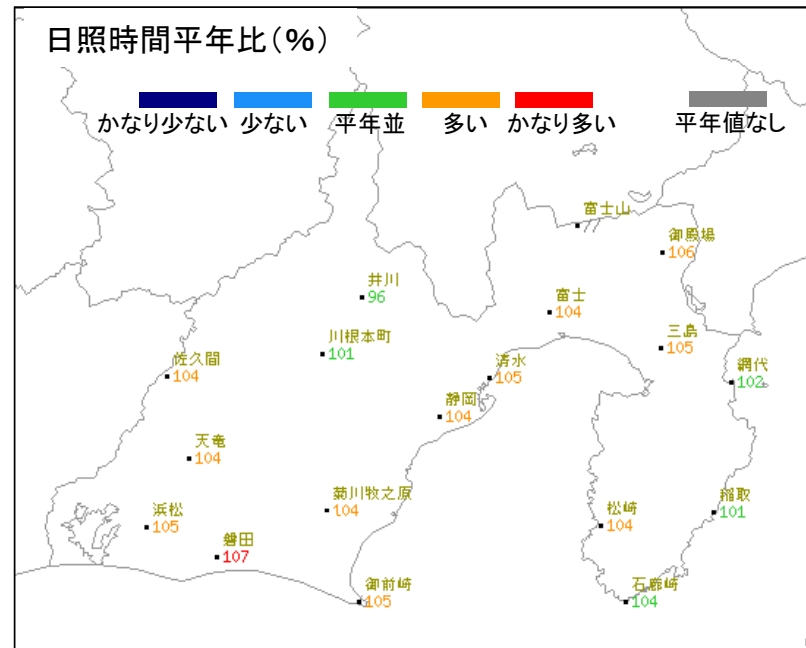 日照時間平年比(%)
かなり少ない 少ない 平年並 多い かなり多い 平年値なし
富士山
御殿場
106
井川
96
富士
104
川根本町
101
三島
105
佐久間
104
清水
105
網代
102
静岡
104
天竜
104
菊川牧之原
104
浜松
105
松崎
104
稲取
101
磐田
107
御前崎
105
石廊崎
104